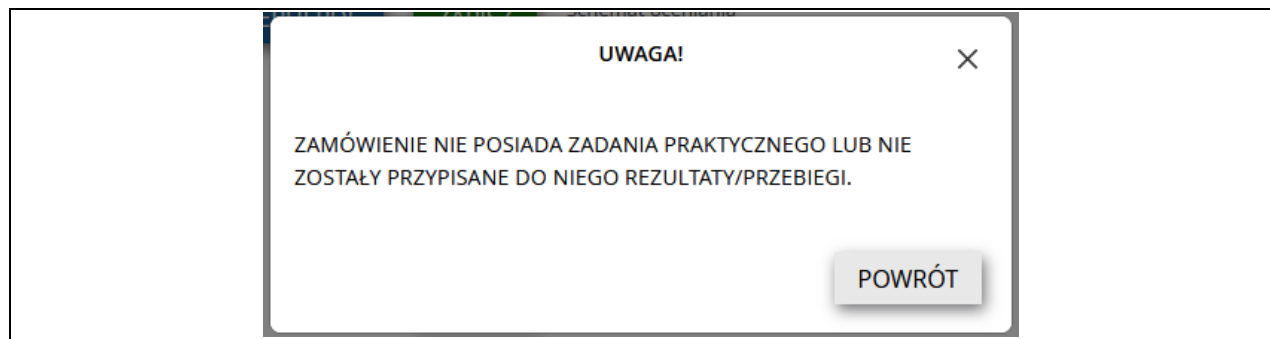 UWAGA!
ZAMÓWIENIE NIE POSIADA ZADANIA PRAKTYCZNEGO LUB NIE
ZOSTAŁY PRZYPISANE DO NIEGO REZULTATY/PRZEBIEGI.
POWRÓT